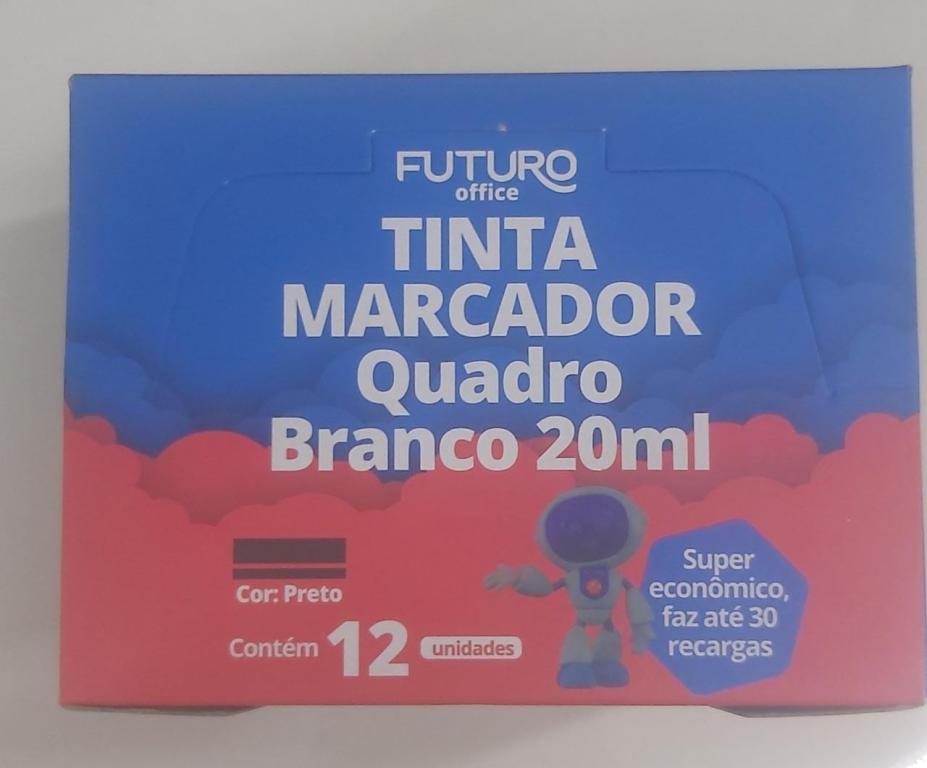 FUTURO
office
TINTA
MARCADOR
Quadro
Branco 20ml
Cor: Preto
Contém 12 unidades
Super
econômico,
faz até 30
recargas